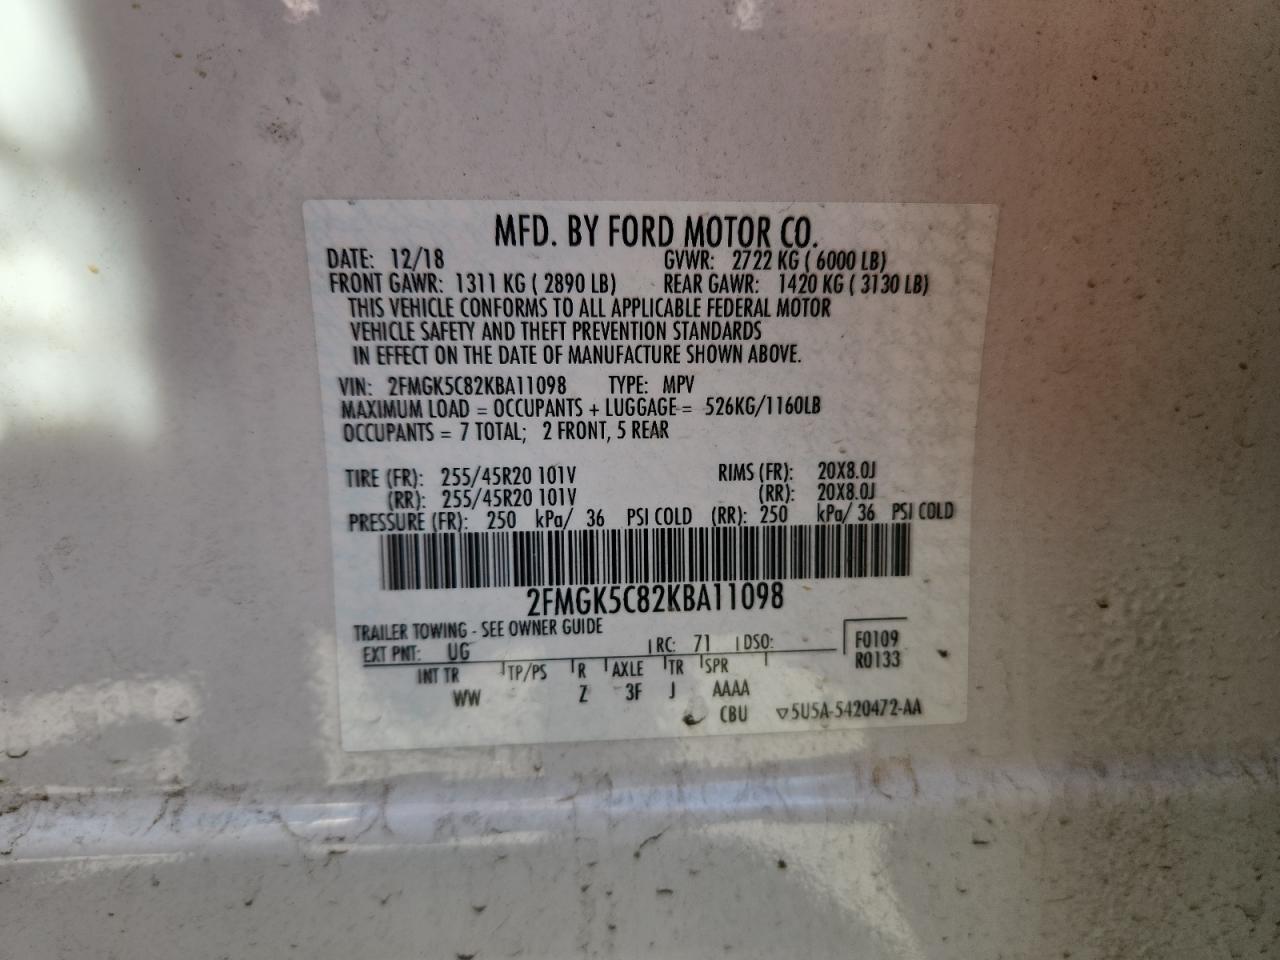 MFD. BY FORD MOTOR CO.
DATE: 12/18 GVWR: 2722 KG ( 6000 LB)
FRONT GAWR: 1311 KG ( 2890 LB) REAR GAWR: 1420 KG ( 3130 LB)
THIS VEHICLE CONFORMS TO ALL APPLICABLE FEDERAL MOTOR
VEHICLE SAFETY AND THEFT PREVENTION STANDARDS
IN EFFECT ON THE DATE OF MANUFACTURE SHOWN ABOVE.
VIN: 2FMGK5C82KBA11098 TYPE: MPV
MAXIMUM LOAD = OCCUPANTS + LUGGAGE = 526KG/1160LB
OCCUPANTS = 7 TOTAL; 2 FRONT, 5 REAR
TIRE (FR): 255/45R20 101V RIMS (FR): 20X8.0J
(RR): 255/45R20 101V (RR): 20X8.0J
PRESSURE (FR): 250 kPa/ 36 PSI COLD (RR): 250 kPa/ 36 PSI COLD
2FMGK5C82KBA11098
TRAILER TOWING - SEE OWNER GUIDE
EXT PNT: UG RC: 71 DSO: F0109
R0133
INT TR TP/PS R AXLE TR SPR
WW Z 3F J AAAA
CBU ▽5U5A-5420472-AA